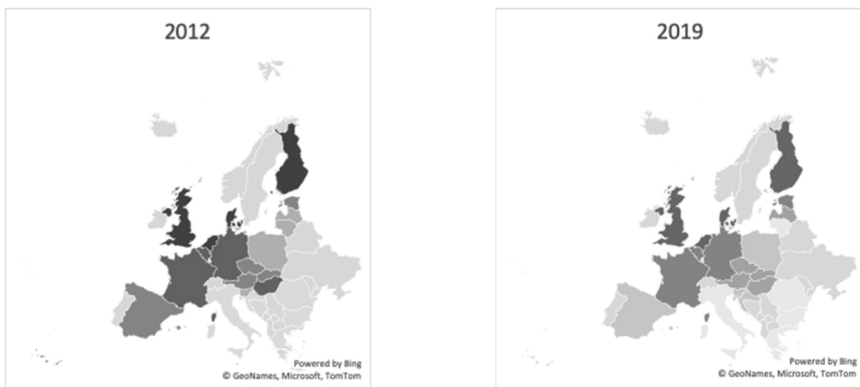 2012
Powered by Bing
© GeoNames, Microsoft, TomTom
2019
Powered by Bing
© GeoNames, Microsoft, TomTom